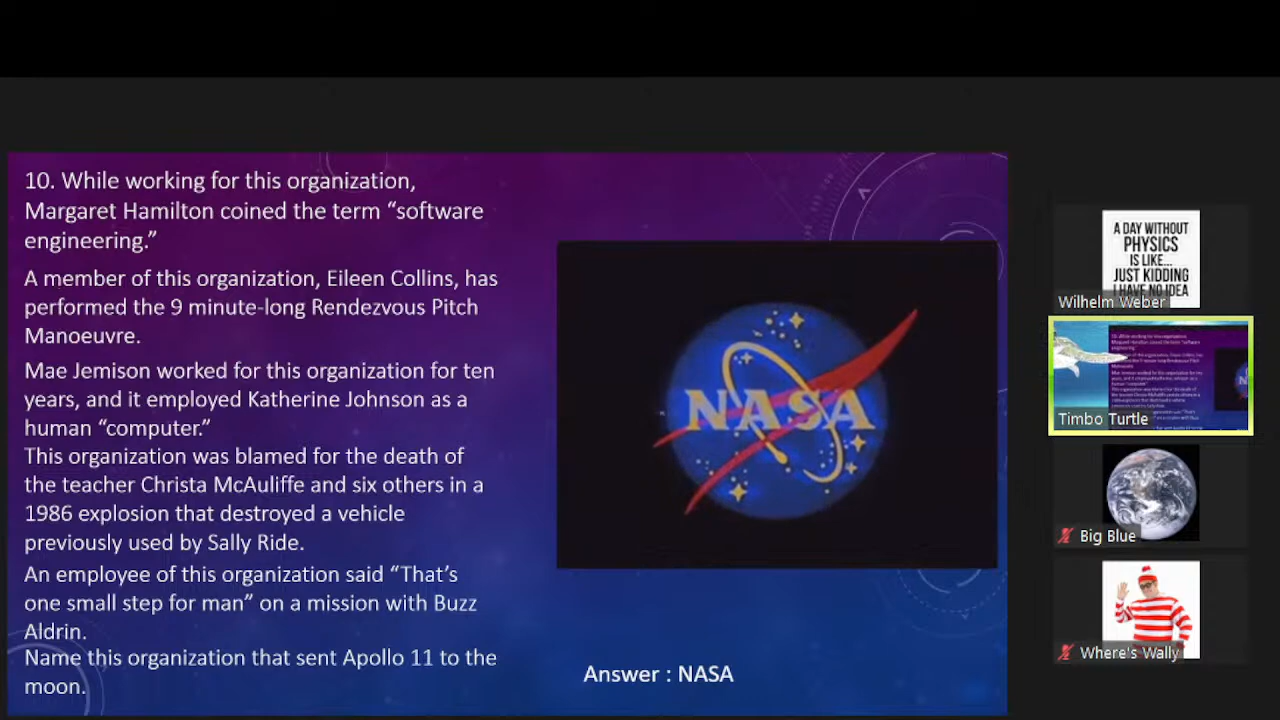 10. While working for this organization,
Margaret Hamilton coined the term “software
engineering.”
A member of this organization, Eileen Collins, has
performed the 9 minute-long Rendezvous Pitch
Manoeuvre.
Mae Jemison worked for this organization for ten
years, and it employed Katherine Johnson as a
human “computer.”
This organization was blamed for the death of
the teacher Christa McAuliffe and six others in a
1986 explosion that destroyed a vehicle
previously used by Sally Ride.
An employee of this organization said “That’s
one small step for man” on a mission with Buzz
Aldrin.
Name this organization that sent Apollo 11 to the
moon.
NASA
Answer : NASA
A DAY WITHOUT
PHYSICS
IS LIKE...
JUST KIDDING
I HAVE NO IDEA
Wilhelm Weber
Timbo Turtle
Big Blue
Where's Wally